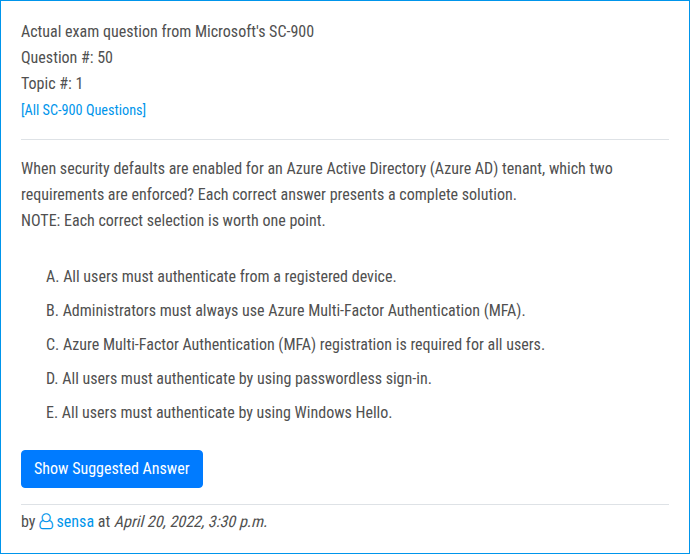 Actual exam question from Microsoft's SC-900
Question #: 50
Topic #: 1
[All SC-900 Questions]
When security defaults are enabled for an Azure Active Directory (Azure AD) tenant, which two
requirements are enforced? Each correct answer presents a complete solution.
NOTE: Each correct selection is worth one point.
A. All users must authenticate from a registered device.
B. Administrators must always use Azure Multi-Factor Authentication (MFA).
C. Azure Multi-Factor Authentication (MFA) registration is required for all users.
D. All users must authenticate by using passwordless sign-in.
E. All users must authenticate by using Windows Hello.
Show Suggested Answer
by sensa at April 20, 2022, 3:30 p.m.